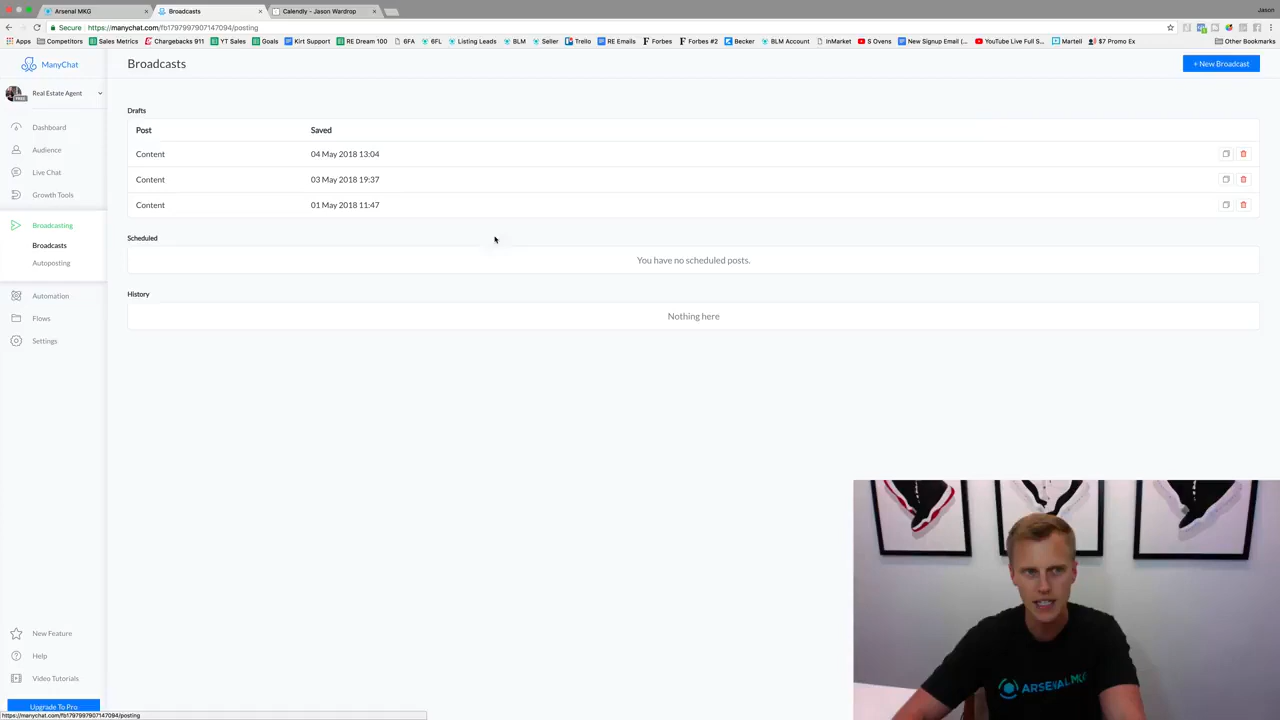 Jason
Arsenal MKG
Broadcasts
Calendly - Jason Wardrop
Secure
https://manychat.com/fb1797997907147094/posting
Apps
Competitors
Sales Metrics
Chargebacks 911
YT Sales
Goals
RE Dream 100
6FA
6FL
Listing Leads
BLM
Seller
Trello
RE Emails
Forbes
Forbes #2
Becker
BLM Account
InMarket
S Ovens
New Signup Email (...
YouTube Live Full S...
Martell
$7 Promo Ex
Other Bookmarks
ManyChat
Broadcasts
+ New Broadcast
Real Estate Agent
FREE
Dashboard
Audience
Live Chat
Growth Tools
Broadcasting
Broadcasts
Autoposting
Automation
Flows
Settings
Drafts
Post Saved
Content 04 May 2018 13:04
Content 03 May 2018 19:37
Content 01 May 2018 11:47
Scheduled
You have no scheduled posts.
History
Nothing here
New Feature
Help
Video Tutorials
Upgrade To Pro
https://manychat.com/fb1797997907147094/posting
ARSENAL